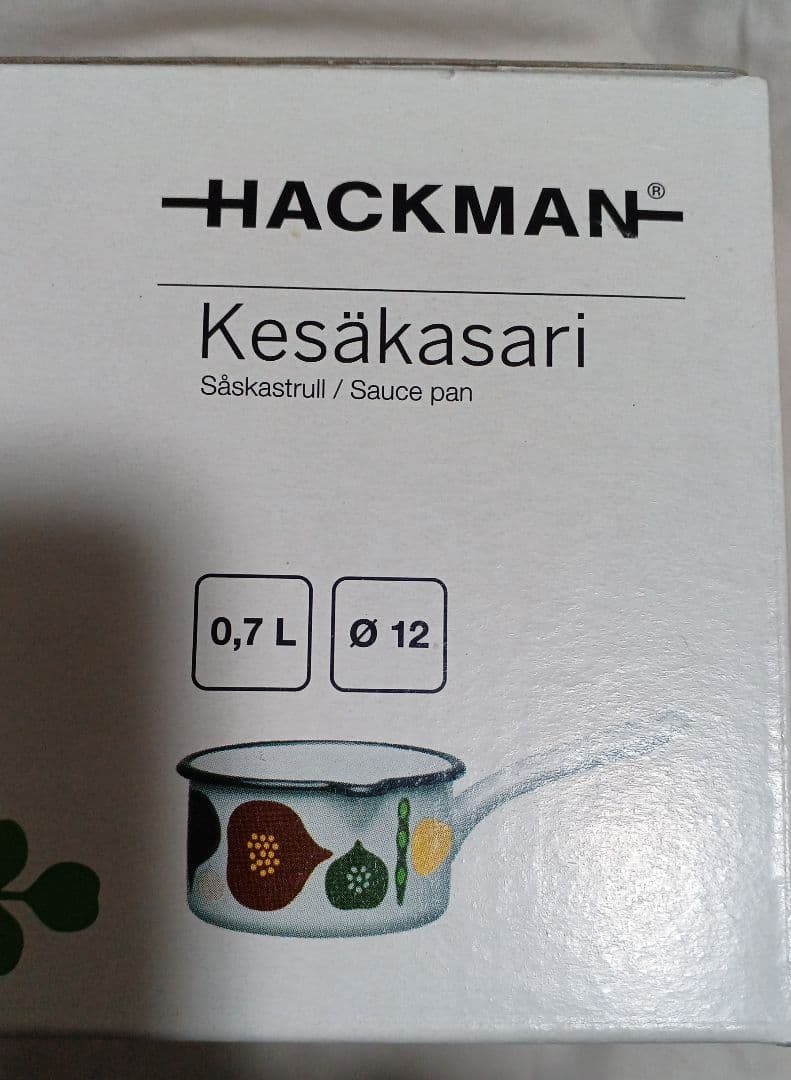 HACKMAN®
Kesäkasari
Såskastrull / Sauce pan
0,7 L
Ø 12